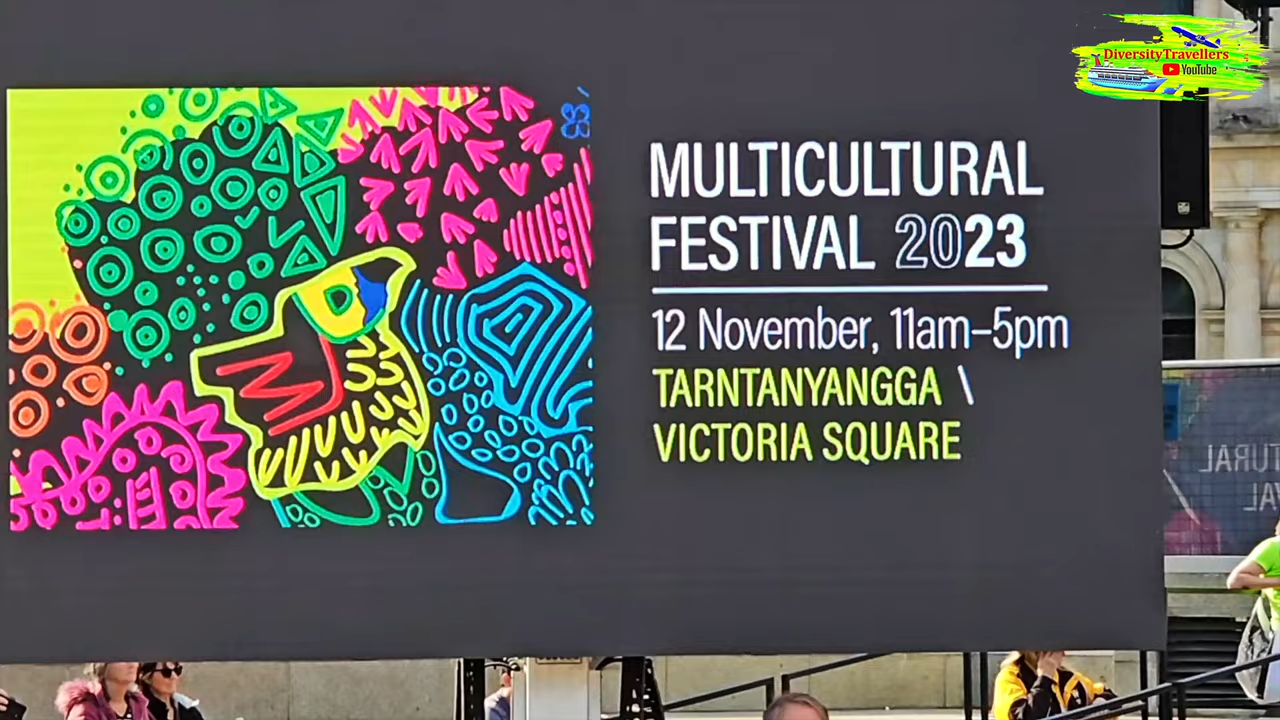 DiversityTravellers
YouTube
MULTICULTURAL
FESTIVAL 2023
12 November, 11am–5pm
TARNTANYANGGA \
VICTORIA SQUARE